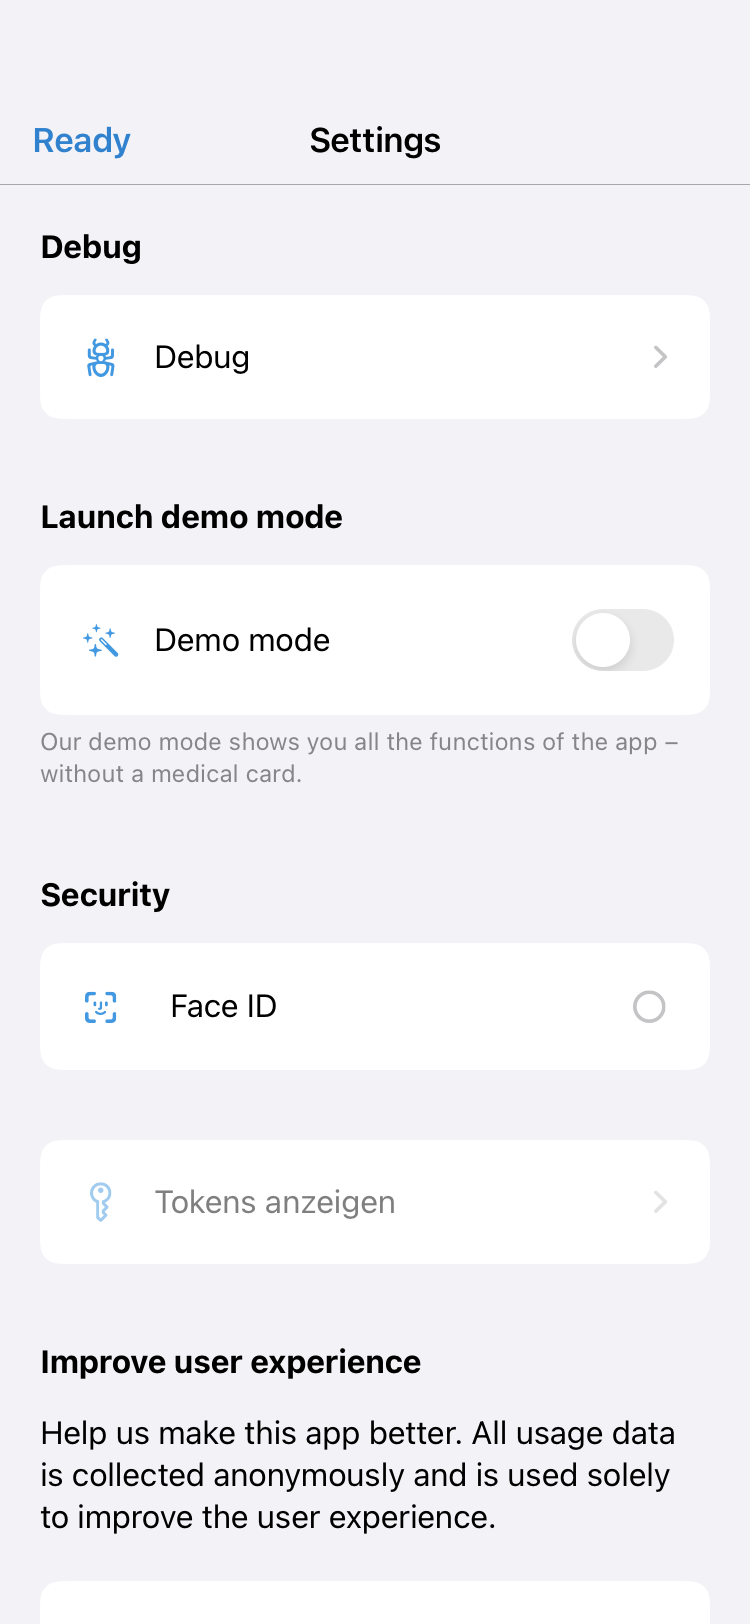 Ready
Settings
Debug
Debug
Launch demo mode
Demo mode
Our demo mode shows you all the functions of the app –
without a medical card.
Security
Face ID
Tokens anzeigen
Improve user experience
Help us make this app better. All usage data
is collected anonymously and is used solely
to improve the user experience.